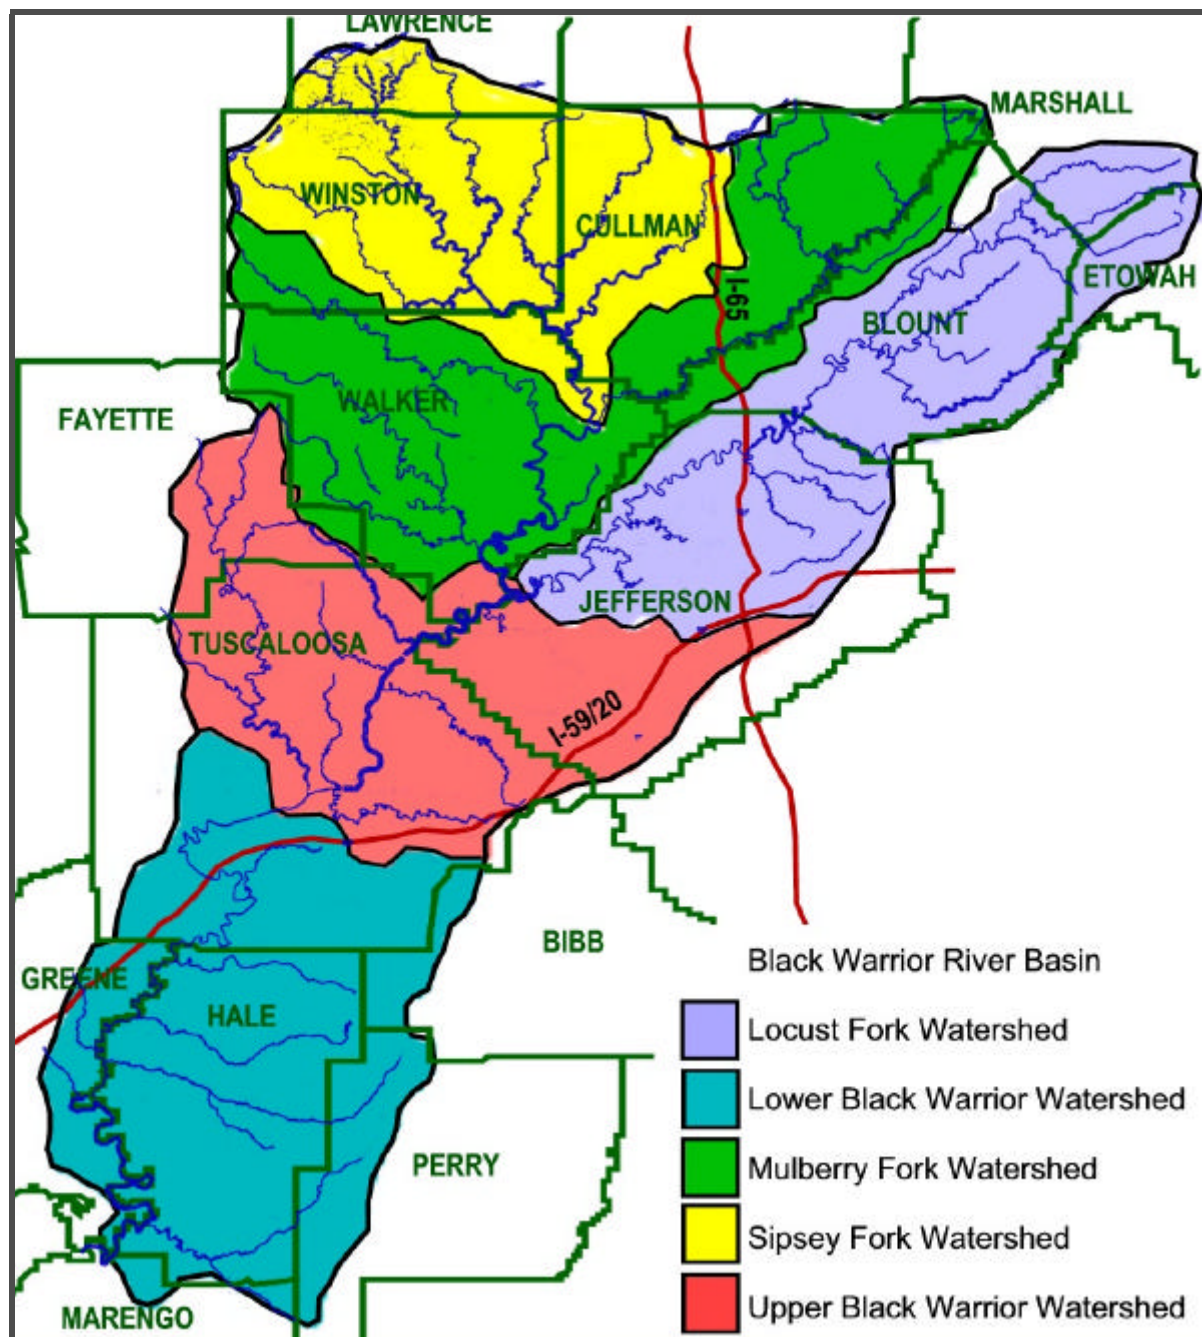 LAWRENCE
MARSHALL
WINSTON
CULLMAN
I-65
ETOWAH
BLOUNT
WALKER
FAYETTE
JEFFERSON
TUSCALOOSA
I-59/20
BIBB
GREENE
HALE
PERRY
MARENGO
Black Warrior River Basin
Locust Fork Watershed
Lower Black Warrior Watershed
Mulberry Fork Watershed
Sipsey Fork Watershed
Upper Black Warrior Watershed